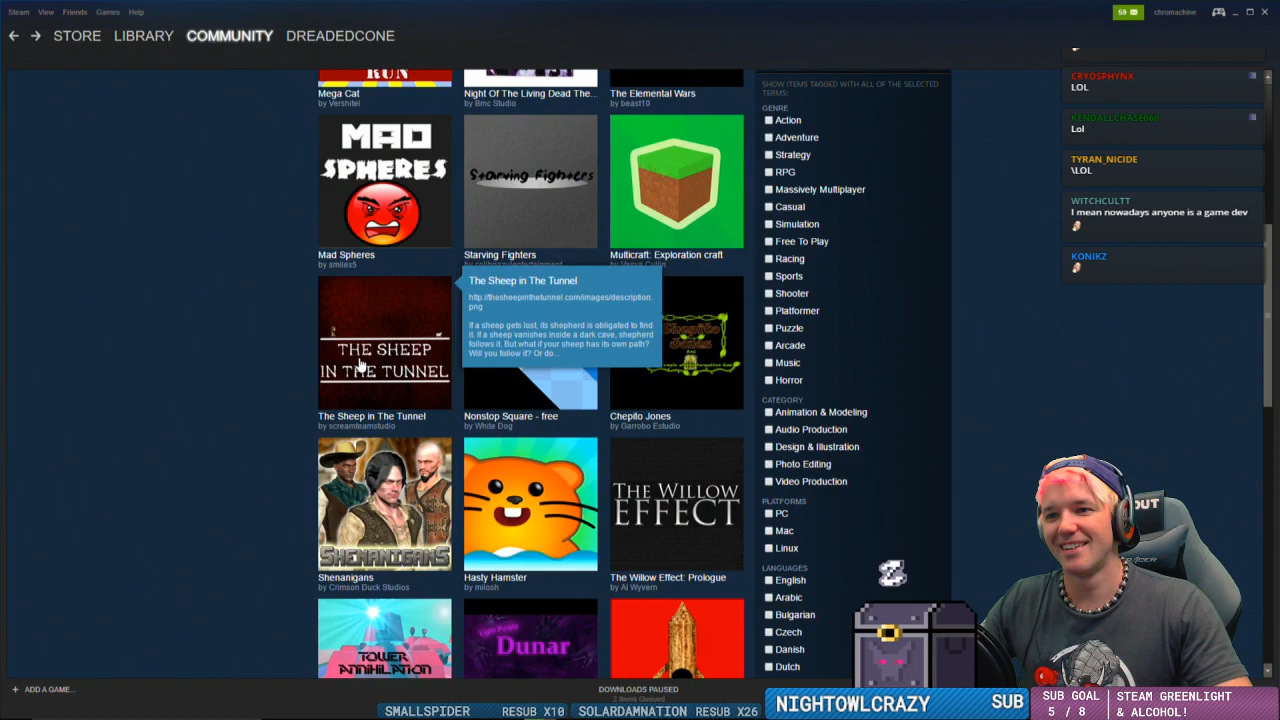 Steam View Friends Games Help
59
chromachine
STORE LIBRARY COMMUNITY DREADEDCONE
RUN
Mega Cat
by Vershitel
Night Of The Living Dead The...
by Bmc Studio
The Elemental Wars
by beast10
MAD
SPHERES
Starving Fighters
Mad Spheres
by smiles5
Starving Fighters
Multicraft: Exploration craft
The Sheep in The Tunnel
http://thesheepinthetunnel.com/images/description.
png
If a sheep gets lost, its shepherd is obligated to find
it. If a sheep vanishes inside a dark cave, shepherd
follows it. But what if your sheep has its own path?
Will you follow it? Or do...
THE SHEEP
IN THE TUNNEL
Chepito
Jones
The Sheep in The Tunnel
by screamteamstudio
Nonstop Square - free
by White Dog
Chepito Jones
by Garrobo Estudio
SHENANIGANS
THE WILLOW
EFFECT
Shenanigans
by Crimson Duck Studios
Hasty Hamster
by milosh
The Willow Effect: Prologue
by Al Wyvern
TOWER
ANNIHILATION
Light Purple
Dunar
SHOW ITEMS TAGGED WITH ALL OF THE SELECTED
TERMS:
GENRE
Action
Adventure
Strategy
RPG
Massively Multiplayer
Casual
Simulation
Free To Play
Racing
Sports
Shooter
Platformer
Puzzle
Arcade
Music
Horror
CATEGORY
Animation & Modeling
Audio Production
Design & Illustration
Photo Editing
Video Production
PLATFORMS
PC
Mac
Linux
LANGUAGES
English
Arabic
Bulgarian
Czech
Danish
Dutch
CRYOSPHYNX
LOL
KENDALLCHASE666
Lol
TYRAN_NICIDE
\LOL
WITCHCULTT
I mean nowadays anyone is a game dev
KONIKZ
OUT
+ ADD A GAME...
DOWNLOADS PAUSED
2 Items Queued
SMALLSPIDER RESUB X10 SOLARDAMNATION RESUB X26
NIGHTOWLCRAZY SUB
SUB GOAL
5 / 8
STEAM GREENLIGHT
& ALCOHOL!